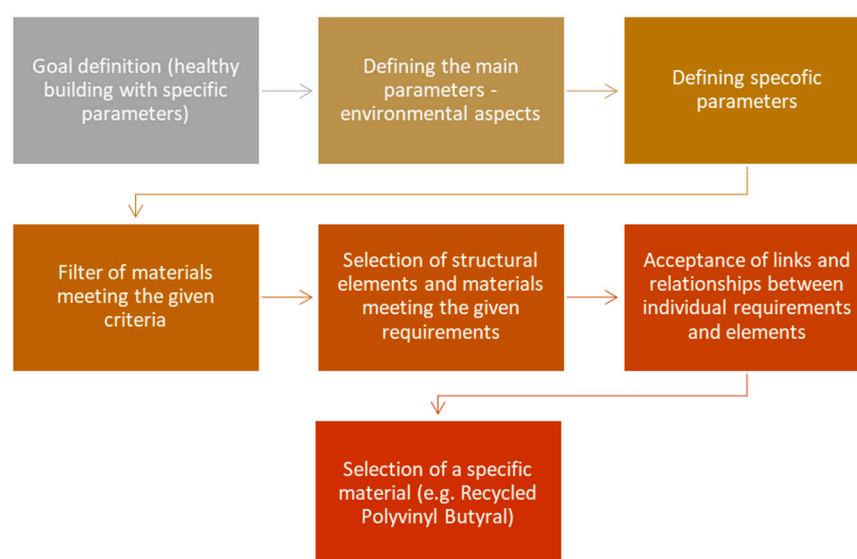 Goal definition (healthy
building with specific
parameters)
Defining the main
parameters -
environmental aspects
Defining specofic
parameters
Filter of materials
meeting the given
criteria
Selection of structural
elements and materials
meeting the given
requirements
Acceptance of links and
relationships between
individual requirements
and elements
Selection of a specific
material (e.g. Recycled
Polyvinyl Butyral)